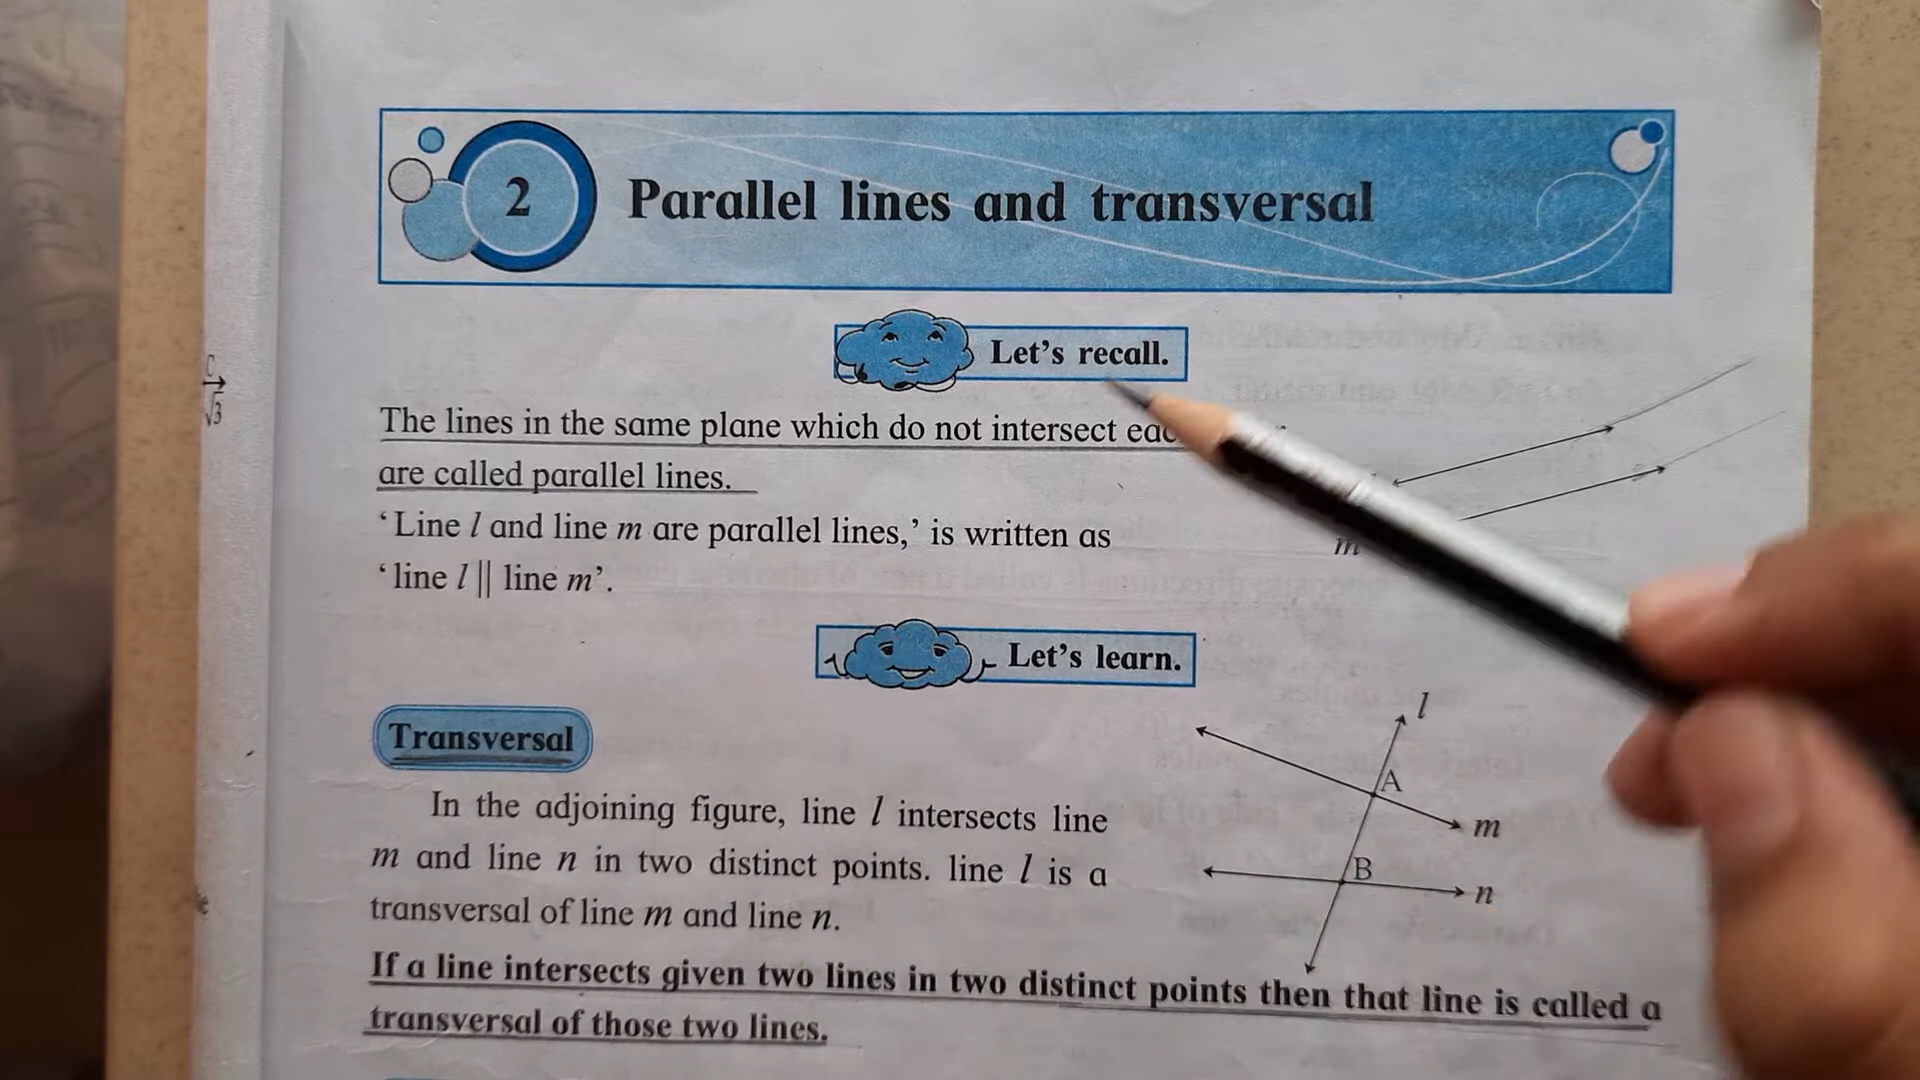 2
Parallel lines and transversal
Let's recall.
The lines in the same plane which do not intersect
are called parallel lines.
'Line l and line m are parallel lines,' is written as
'line l || line m'.
m
Let's learn.
Transversal
In the adjoining figure, line l intersects line
m and line n in two distinct points. line l is a
transversal of line m and line n.
l
A
m
B
n
If a line intersects given two lines in two distinct points then that line is called a
transversal of those two lines.
C
√3